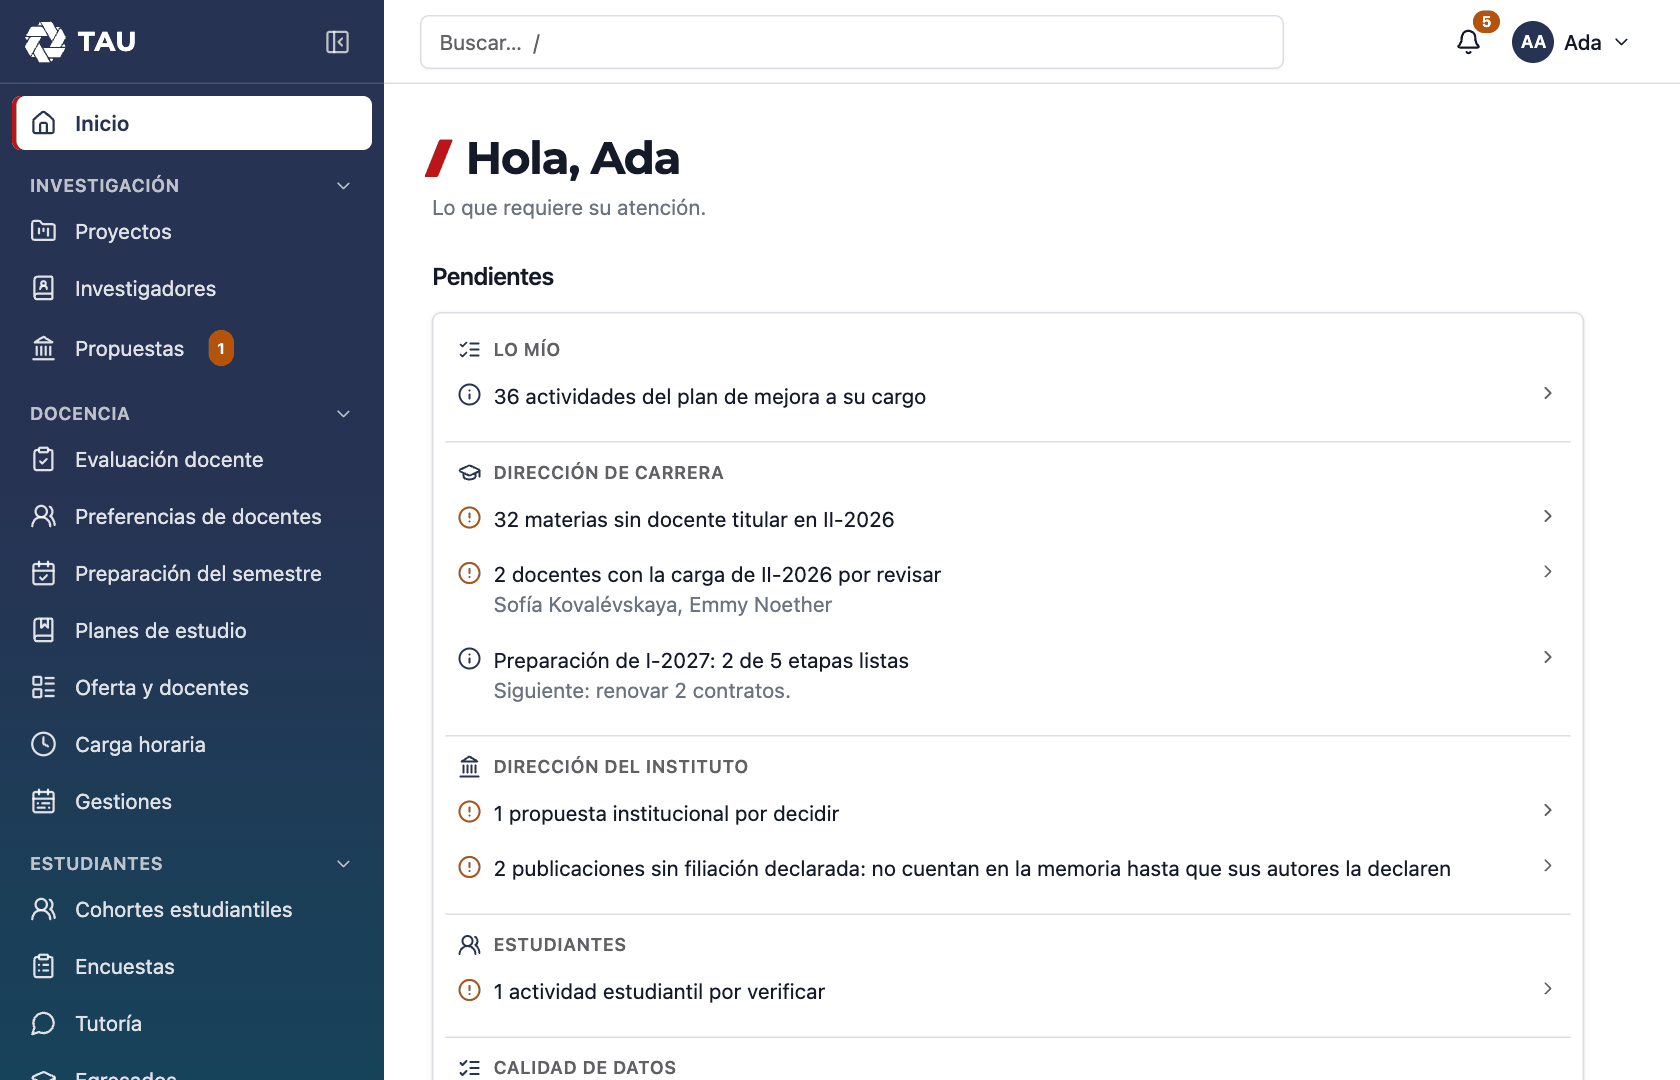 TAU
Buscar... /
5
AA
Ada
Inicio
INVESTIGACIÓN
Proyectos
Investigadores
Propuestas
1
DOCENCIA
Evaluación docente
Preferencias de docentes
Preparación del semestre
Planes de estudio
Oferta y docentes
Carga horaria
Gestiones
ESTUDIANTES
Cohortes estudiantiles
Encuestas
Tutoría
Egresados
Hola, Ada
Lo que requiere su atención.
Pendientes
LO MÍO
36 actividades del plan de mejora a su cargo
DIRECCIÓN DE CARRERA
32 materias sin docente titular en II-2026
2 docentes con la carga de II-2026 por revisar
Sofía Kovalévskaya, Emmy Noether
Preparación de I-2027: 2 de 5 etapas listas
Siguiente: renovar 2 contratos.
DIRECCIÓN DEL INSTITUTO
1 propuesta institucional por decidir
2 publicaciones sin filiación declarada: no cuentan en la memoria hasta que sus autores la declaren
ESTUDIANTES
1 actividad estudiantil por verificar
CALIDAD DE DATOS